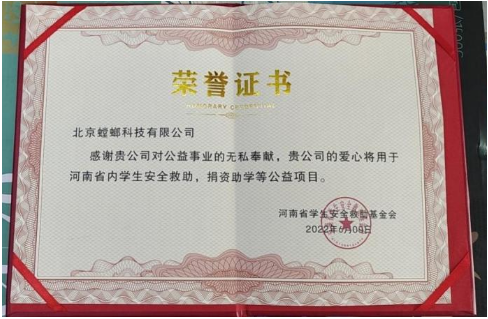 荣誉证书
HONORARY CREDENTIAL
北京螳螂科技有限公司
感谢贵公司对公益事业的无私奉献，贵公司的爱心将用于
河南省内学生安全救助，捐资助学等公益项目。
河南省学生安全救助基金会